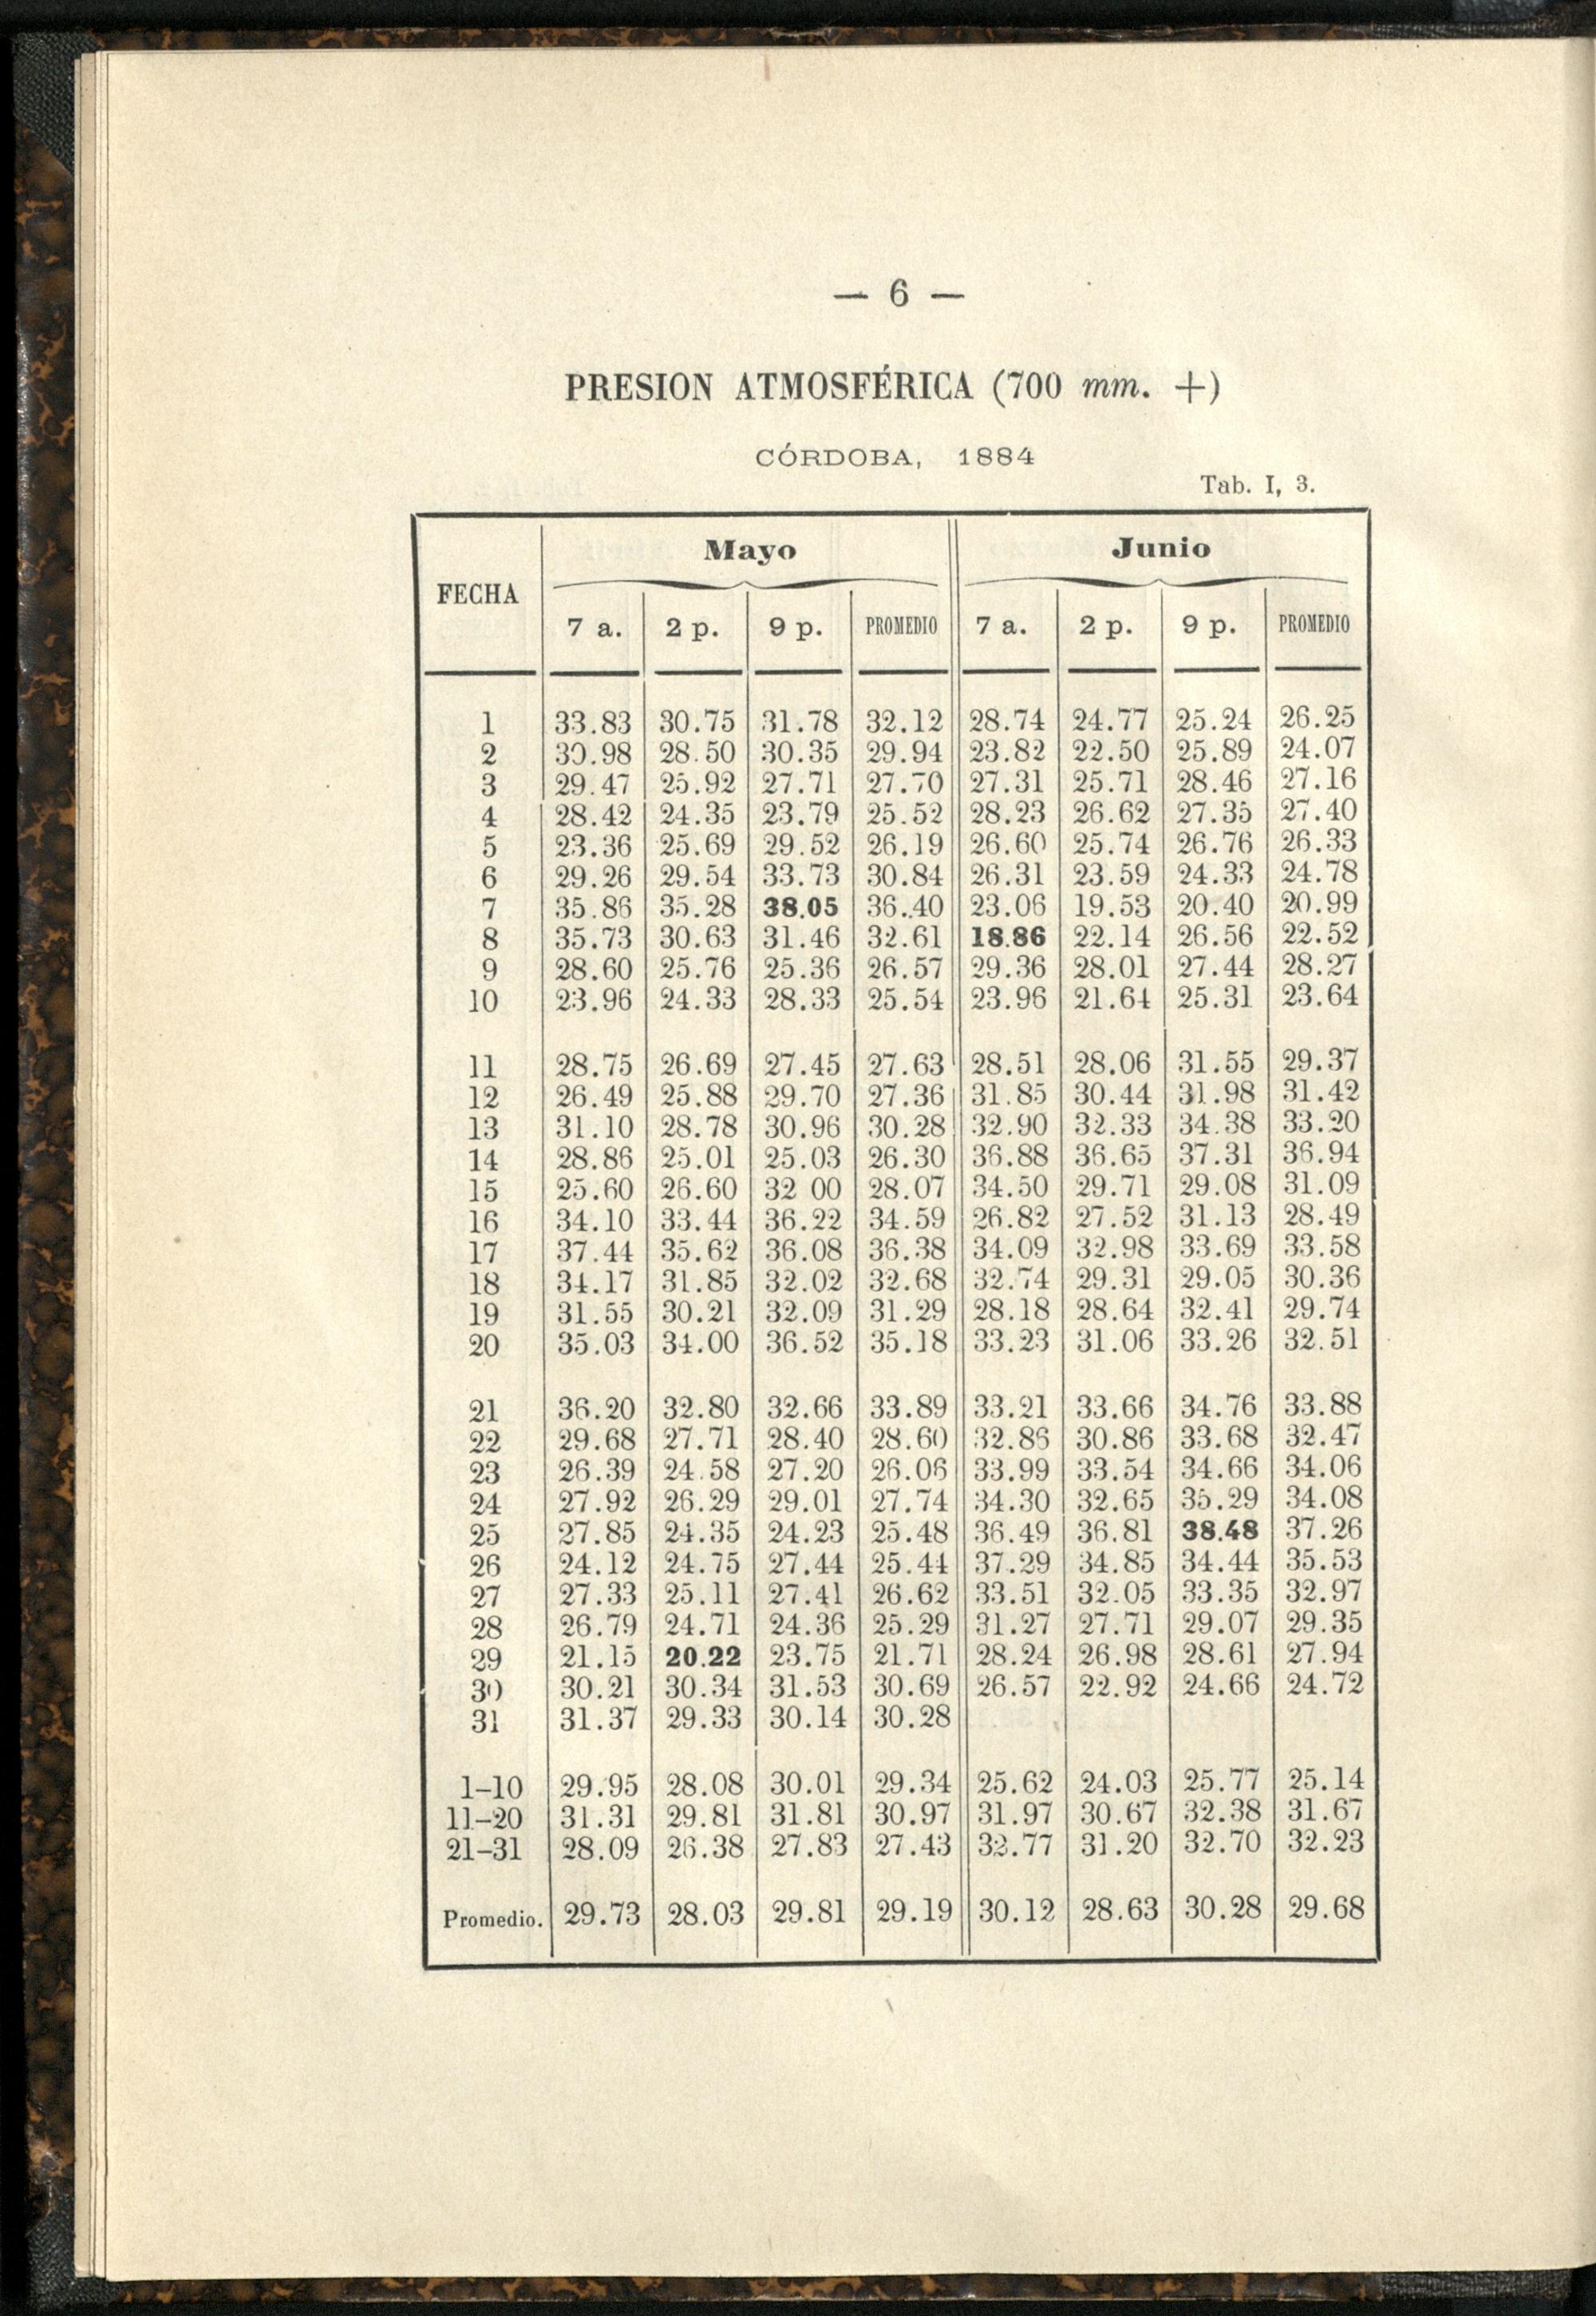 — 6 —
PRESION ATMOSFÉRICA (700 mm. +)
CÓRDOBA, 1884
Tab. I, 3.
FECHA Mayo Junio
7 a. 2 p. 9 p. PROMEDIO 7 a. 2 p. 9 p. PROMEDIO
1 33.83 30.75 31.78 32.12 28.74 24.77 25.24 26.25
2 30.98 28.50 30.35 29.94 23.82 22.50 25.89 24.07
3 29.47 25.92 27.71 27.70 27.31 25.71 28.46 27.16
4 28.42 24.35 23.79 25.52 28.23 26.62 27.35 27.40
5 23.36 25.69 29.52 26.19 26.60 25.74 26.76 26.33
6 29.26 29.54 33.73 30.84 26.31 23.59 24.33 24.78
7 35.86 35.28 38.05 36.40 23.06 19.53 20.40 20.99
8 35.73 30.63 31.46 32.61 18.86 22.14 26.56 22.52
9 28.60 25.76 25.36 26.57 29.36 28.01 27.44 28.27
10 23.96 24.33 28.33 25.54 23.96 21.64 25.31 23.64
11 28.75 26.69 27.45 27.63 28.51 28.06 31.55 29.37
12 26.49 25.88 29.70 27.36 31.85 30.44 31.98 31.42
13 31.10 28.78 30.96 30.28 32.90 32.33 34.38 33.20
14 28.86 25.01 25.03 26.30 36.88 36.65 37.31 36.94
15 25.60 26.60 32 00 28.07 34.50 29.71 29.08 31.09
16 34.10 33.44 36.22 34.59 26.82 27.52 31.13 28.49
17 37.44 35.62 36.08 36.38 34.09 32.98 33.69 33.58
18 34.17 31.85 32.02 32.68 32.74 29.31 29.05 30.36
19 31.55 30.21 32.09 31.29 28.18 28.64 32.41 29.74
20 35.03 34.00 36.52 35.18 33.23 31.06 33.26 32.51
21 36.20 32.80 32.66 33.89 33.21 33.66 34.76 33.88
22 29.68 27.71 28.40 28.60 32.86 30.86 33.68 32.47
23 26.39 24.58 27.20 26.06 33.99 33.54 34.66 34.06
24 27.92 26.29 29.01 27.74 34.30 32.65 35.29 34.08
25 27.85 24.35 24.23 25.48 36.49 36.81 38.48 37.26
26 24.12 24.75 27.44 25.44 37.29 34.85 34.44 35.53
27 27.33 25.11 27.41 26.62 33.51 32.05 33.35 32.97
28 26.79 24.71 24.36 25.29 31.27 27.71 29.07 29.35
29 21.15 20.22 23.75 21.71 28.24 26.98 28.61 27.94
30 30.21 30.34 31.53 30.69 26.57 22.92 24.66 24.72
31 31.37 29.33 30.14 30.28
1–10 29.95 28.08 30.01 29.34 25.62 24.03 25.77 25.14
11–20 31.31 29.81 31.81 30.97 31.97 30.67 32.38 31.67
21–31 28.09 26.38 27.83 27.43 32.77 31.20 32.70 32.23
Promedio. 29.73 28.03 29.81 29.19 30.12 28.63 30.28 29.68